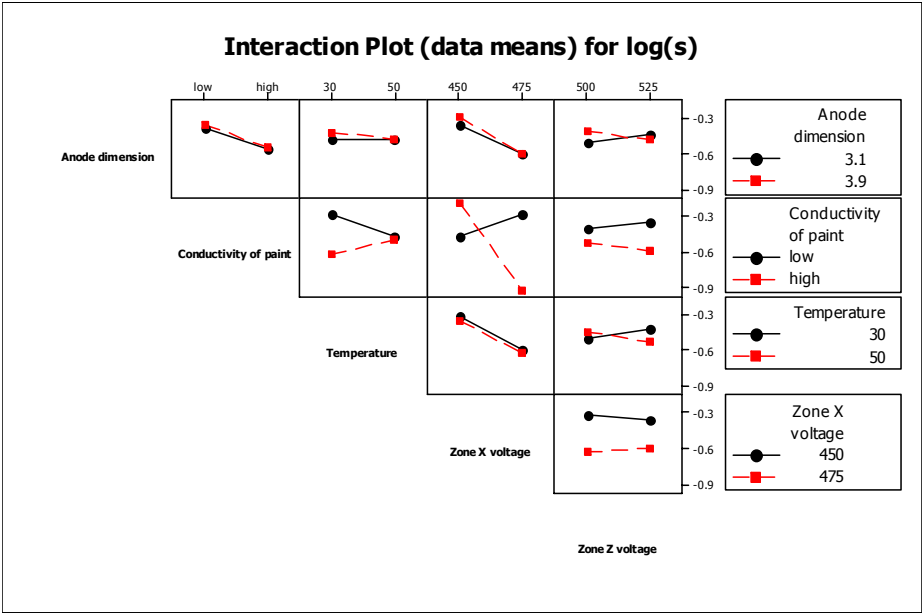 Interaction Plot (data means) for log(s)
low high 30 50 450 475 500 525
Anode dimension
-0.3
-0.6
-0.9
Anode
dimension
3.1
3.9
Conductivity of paint
-0.3
-0.6
-0.9
Conductivity
of paint
low
high
Temperature
-0.3
-0.6
-0.9
Temperature
30
50
Zone X voltage
-0.3
-0.6
-0.9
Zone X
voltage
450
475
Zone Z voltage